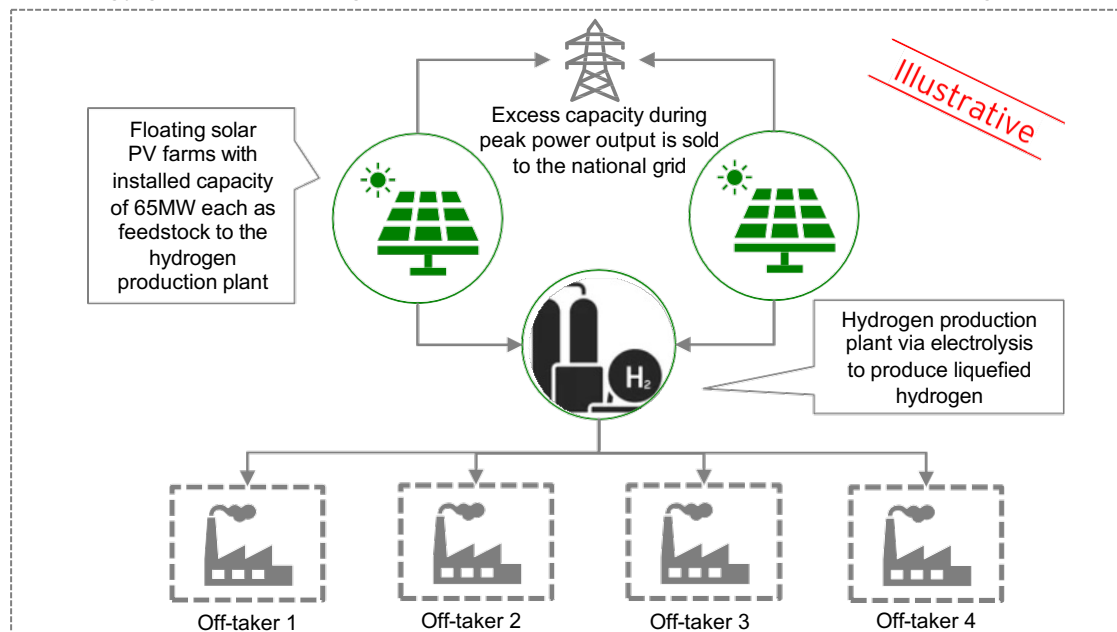 Illustrative
Excess capacity during
peak power output is sold
to the national grid
Floating solar
PV farms with
installed capacity
of 65MW each as
feedstock to the
hydrogen
production plant
Hydrogen production
plant via electrolysis
to produce liquefied
hydrogen
H2
Off-taker 1
Off-taker 2
Off-taker 3
Off-taker 4